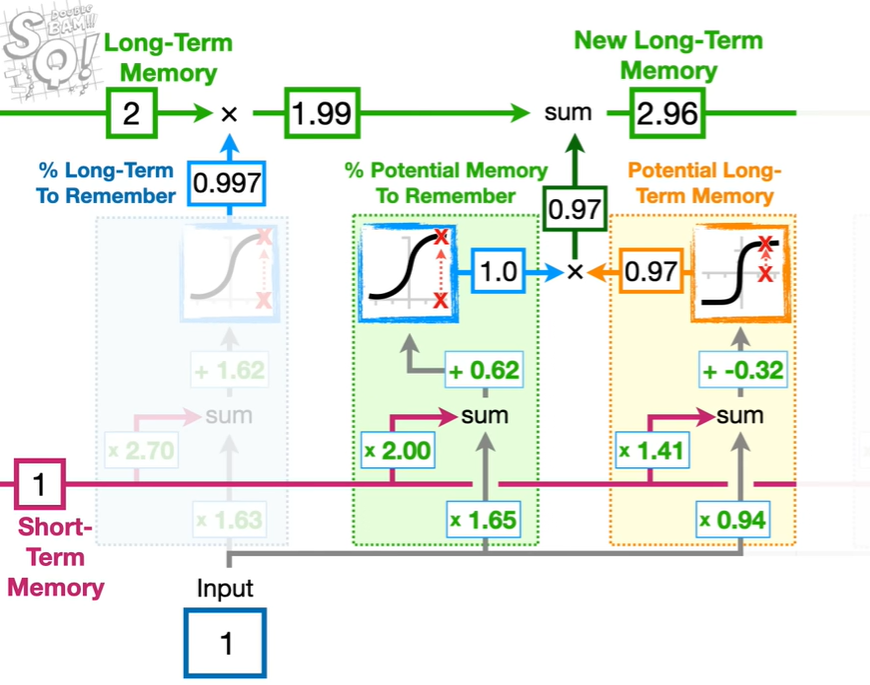 DOUBLE
BAM!!!
SQ!
Long-Term
Memory
New Long-Term
Memory
2
×
1.99
sum
2.96
% Long-Term
To Remember
0.997
% Potential Memory
To Remember
0.97
Potential Long-
Term Memory
X
X
X
X
X
X
1.0
×
0.97
+ 1.62
+ 0.62
+ -0.32
sum
sum
sum
x 2.70
x 2.00
x 1.41
1
Short-
Term
Memory
x 1.63
x 1.65
x 0.94
Input
1